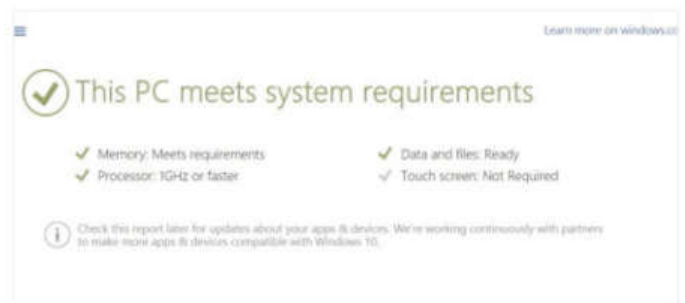 Learn more on windows.co
This PC meets system requirements
Memory: Meets requirements
Data and files: Ready
Processor: 1GHz or faster
Touch screen: Not Required
Check this report later for updates about your apps & devices. We're working continuously with partners
to make more apps & devices compatible with Windows 10.